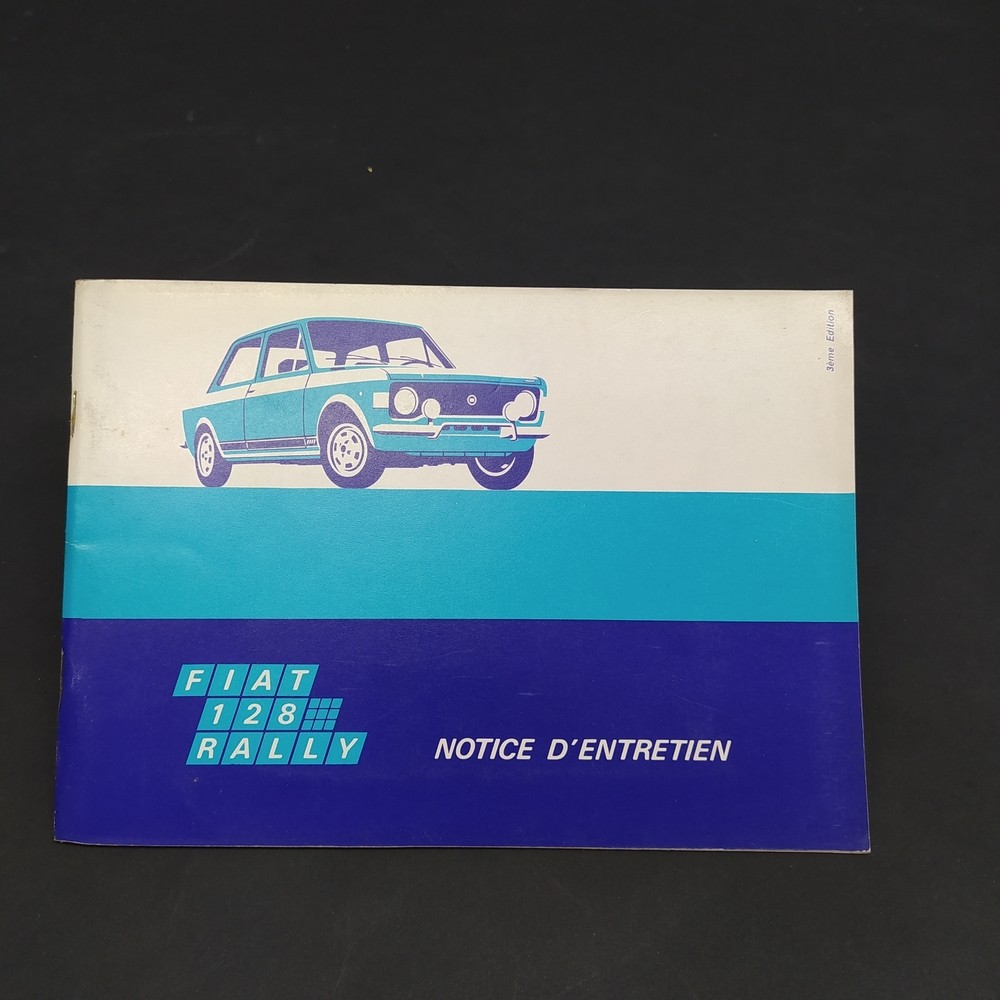 3ème Edition
FIAT
128
RALLY
NOTICE D'ENTRETIEN